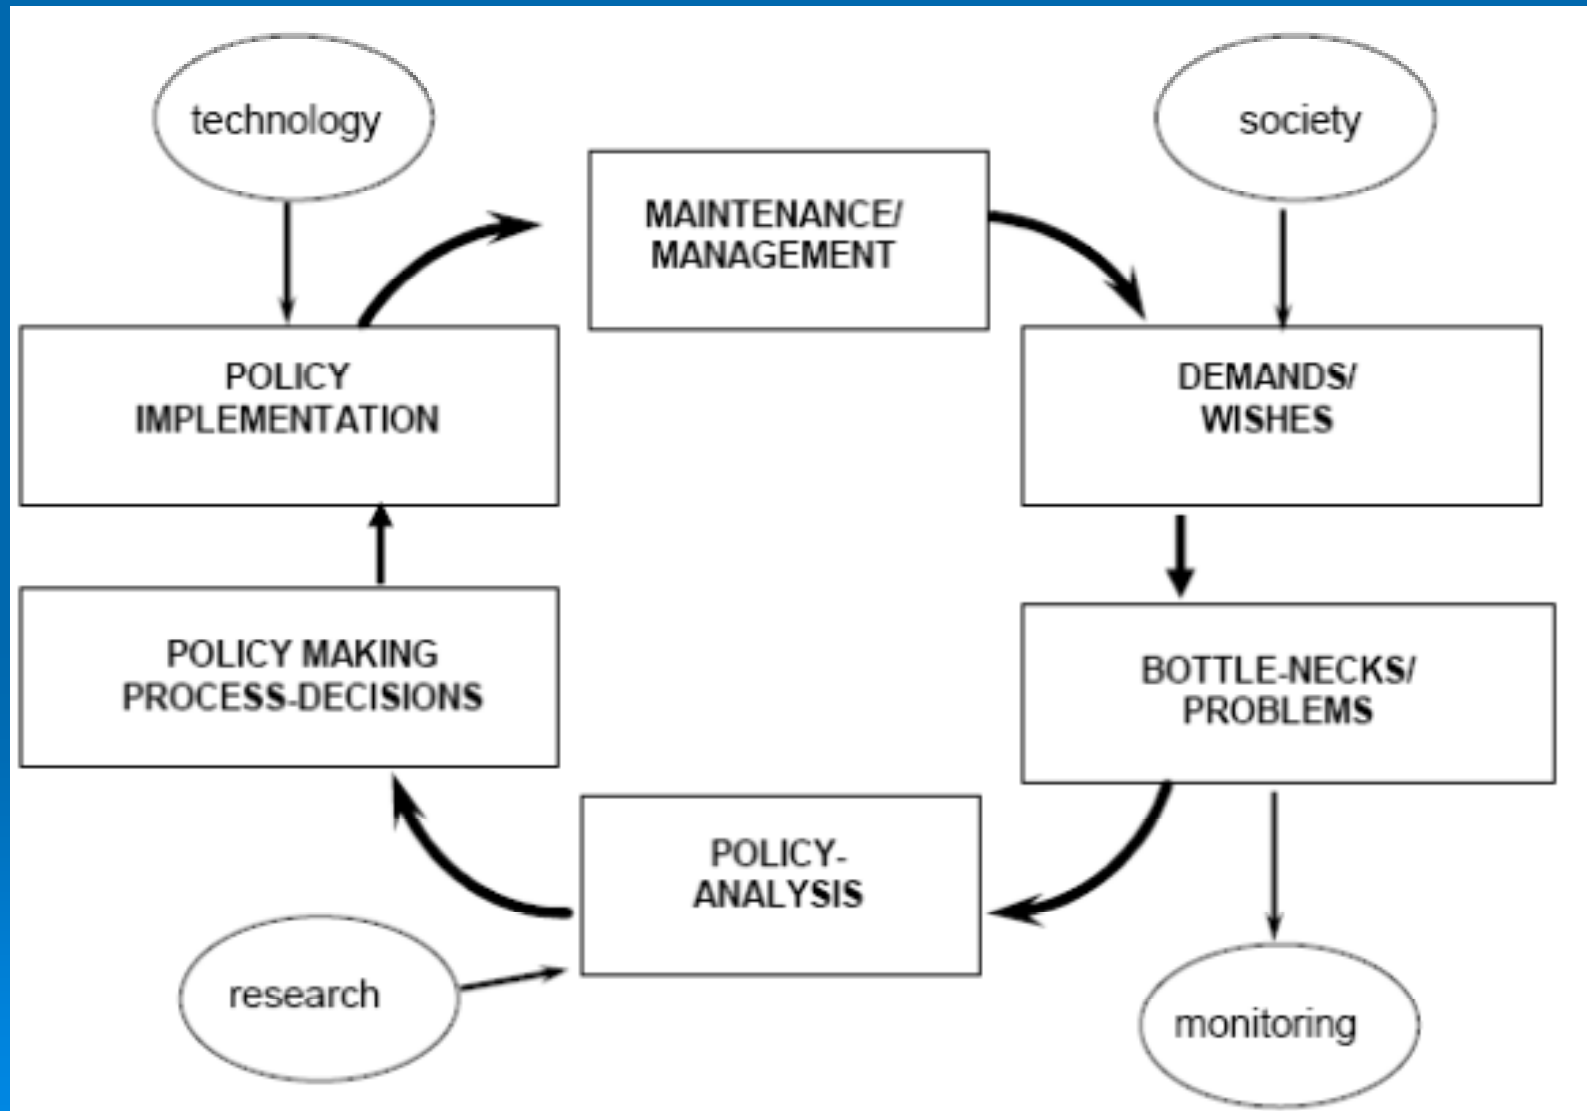 technology
society
MAINTENANCE/
MANAGEMENT
POLICY
IMPLEMENTATION
DEMANDS/
WISHES
POLICY MAKING
PROCESS-DECISIONS
BOTTLE-NECKS/
PROBLEMS
POLICY-
ANALYSIS
research
monitoring